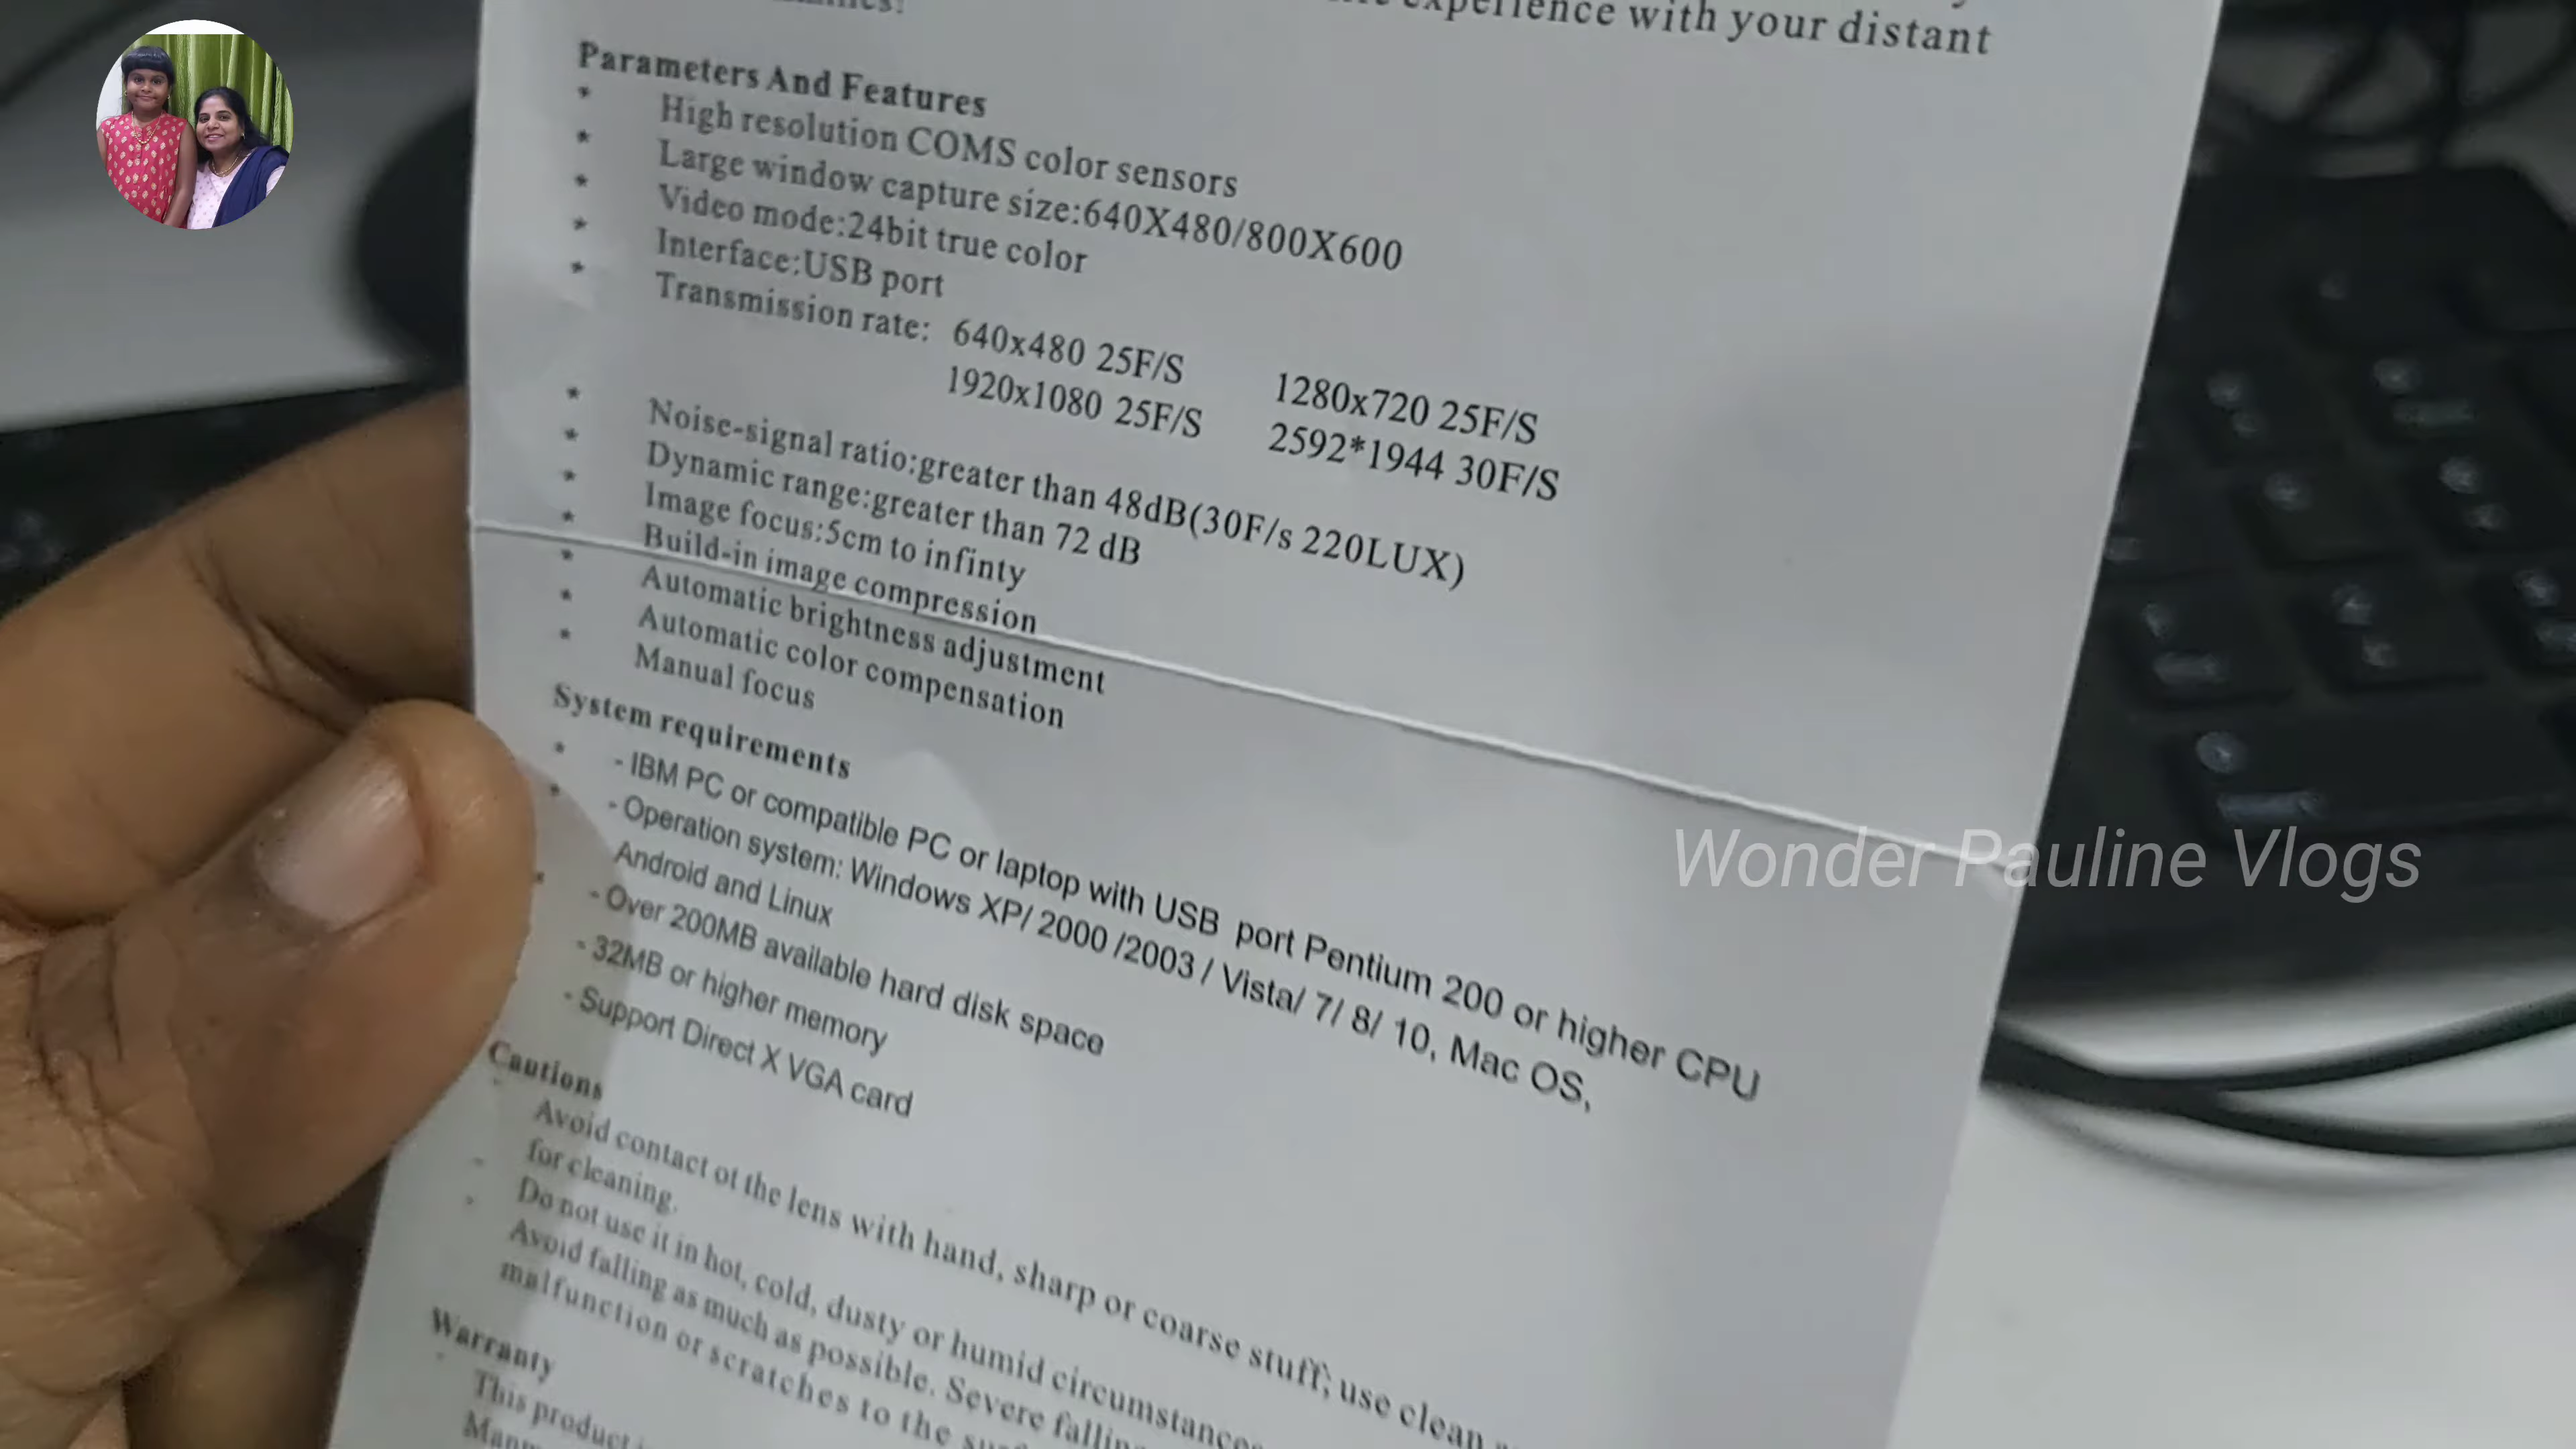 experience with your distant
Parameters And Features
* High resolution COMS color sensors
* Large window capture size:640X480/800X600
* Video mode:24bit true color
* Interface:USB port
* Transmission rate: 640x480 25F/S 1280x720 25F/S
1920x1080 25F/S 2592*1944 30F/S
* Noise-signal ratio:greater than 48dB(30F/s 220LUX)
* Dynamic range:greater than 72 dB
* Image focus:5cm to infinty
* Build-in image compression
* Automatic brightness adjustment
* Automatic color compensation
* Manual focus
System requirements
* - IBM PC or compatible PC or laptop with USB port Pentium 200 or higher CPU
* - Operation system: Windows XP/ 2000 /2003 / Vista/ 7/ 8/ 10, Mac OS,
Android and Linux
* - Over 200MB available hard disk space
- 32MB or higher memory
- Support Direct X VGA card
Cautions
Avoid contact ot the lens with hand, sharp or coarse stuff; use clean
for cleaning.
Do not use it in hot, cold, dusty or humid
Avoid falling as much as possible. Severe
malfunction or scratches to the
Warranty
This product
Wonder Pauline Vlogs